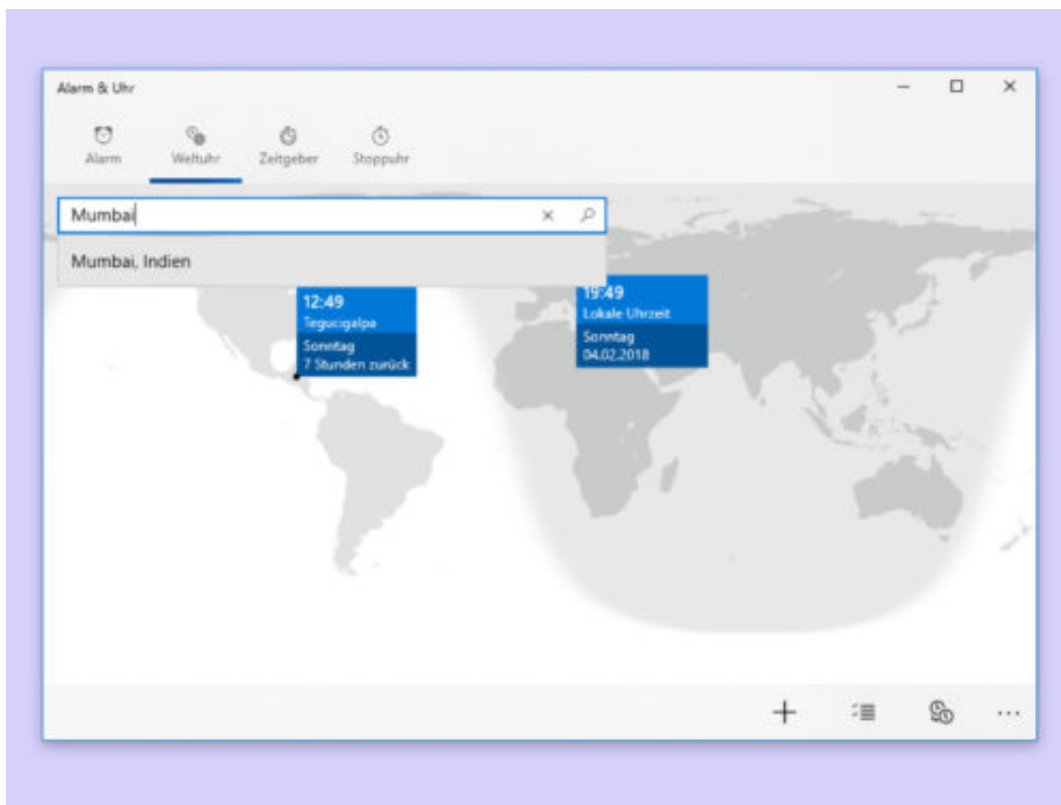 Alarm & Uhr
Alarm
Weltuhr
Zeitgeber
Stoppuhr
Mumbai
Mumbai, Indien
12:49
Tegucigalpa
Sonntag
7 Stunden zurück
19:49
Lokale Uhrzeit
Sonntag
04.02.2018